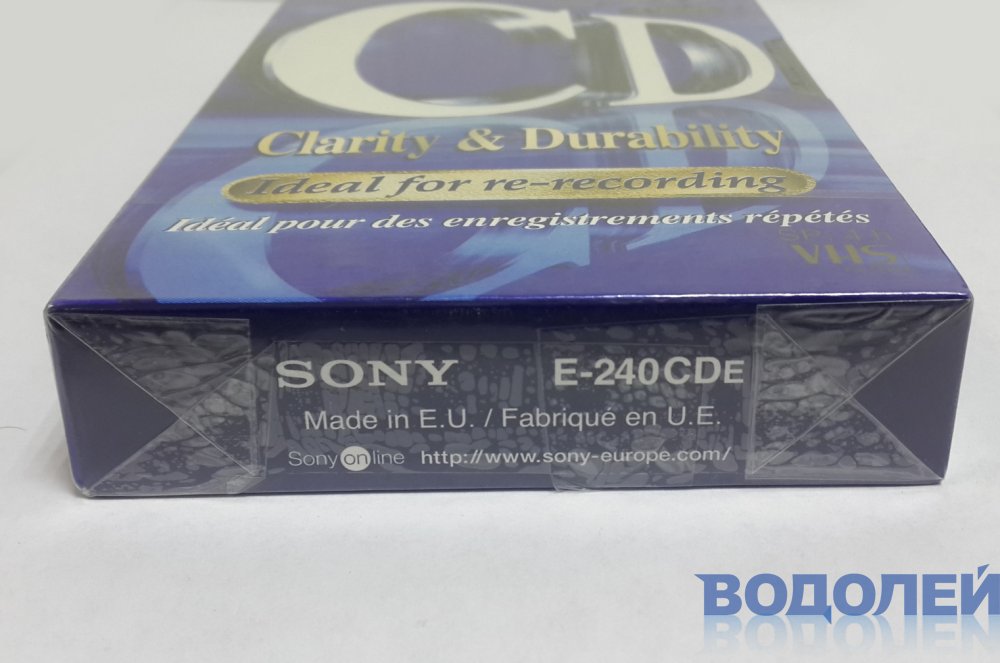 CD
Clarity & Durability
Ideal for re-recording
Idéal pour des enregistrements répétés
VHS
SONY E-240CDE
Made in E.U. / Fabriqué en U.E.
Sony online http://www.sony-europe.com/
ВОДОЛЕЙ